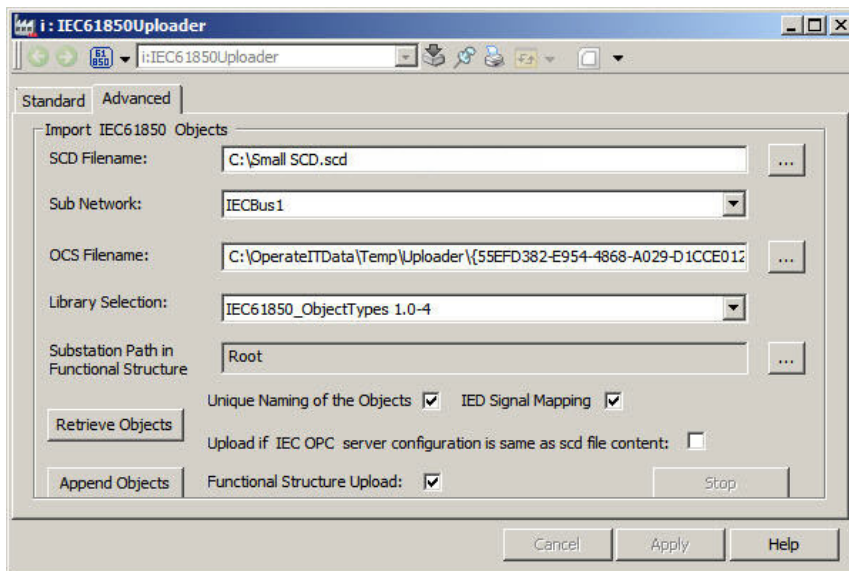 i: IEC61850Uploader
61
850
i:IEC61850Uploader
Standard
Advanced
Import IEC61850 Objects
SCD Filename:
C:\Small SCD.scd
...
Sub Network:
IECBus1
OCS Filename:
C:\OperateITData\Temp\Uploader\{55EFD382-E954-4868-A029-D1CCE012
...
Library Selection:
IEC61850_ObjectTypes 1.0-4
Substation Path in
Functional Structure
Root
...
Unique Naming of the Objects
IED Signal Mapping
Retrieve Objects
Upload if IEC OPC server configuration is same as scd file content:
Append Objects
Functional Structure Upload:
Stop
Cancel
Apply
Help